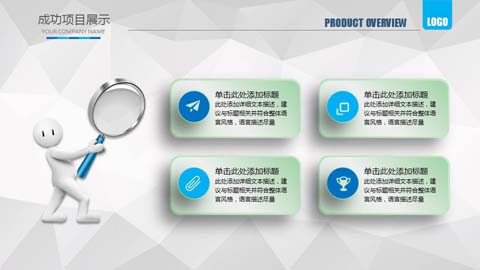 成功项目展示
YOUR COMPANY NAME
PRODUCT OVERVIEW
LOGO
单击此处添加标题
此处添加详细文本描述，建
议与标题相关并符合整体语
言风格，语言描述尽量
单击此处添加标题
此处添加详细文本描述，建
议与标题相关并符合整体语
言风格，语言描述尽量
单击此处添加标题
此处添加详细文本描述，建
议与标题相关并符合整体语
言风格，语言描述尽量
单击此处添加标题
此处添加详细文本描述，建
议与标题相关并符合整体语
言风格，语言描述尽量